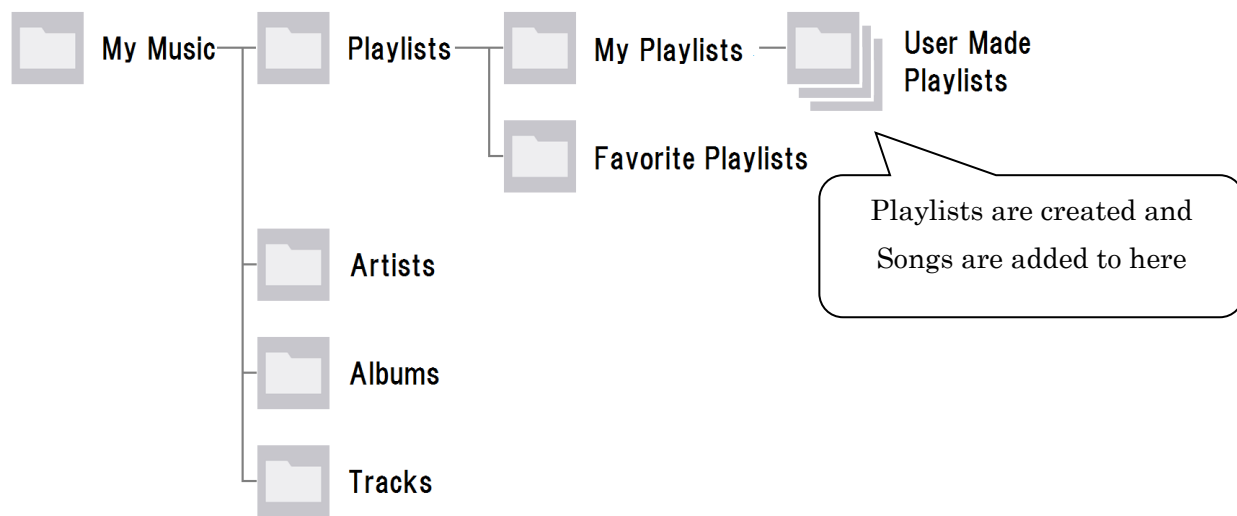 My Music
Playlists
My Playlists
User Made
Playlists
Favorite Playlists
Playlists are created and
Songs are added to here
Artists
Albums
Tracks